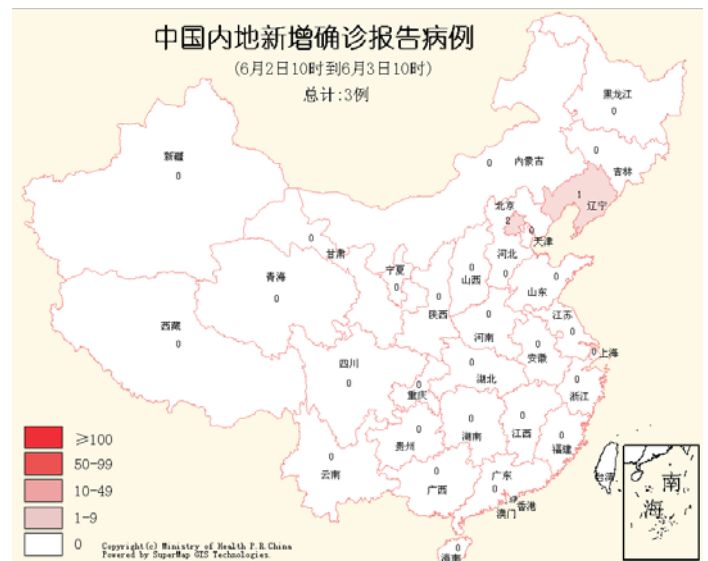 中国内地新增确诊报告病例
(6月2日10时到6月3日10时)
总计:3例
黑龙江
0
0
吉林
新疆
0
0
内蒙古
1
辽宁
北京
2
0
天津
0
甘肃
宁夏
0
河北
0
0
山西
0
山东
青海
0
0
陕西
西藏
0
0
河南
江苏
0
0
安徽
0
上海
四川
0
0
湖北
0
重庆
0
浙江
0
贵州
0
湖南
0
江西
0
福建
0
云南
0
广西
广东
0
香港
澳门
台湾
0
海南
南
海
≥100
50-99
10-49
1-9
0
Copyright(c) Ministry of Health P.R.China
Powered by SuperMap GIS Technologies.